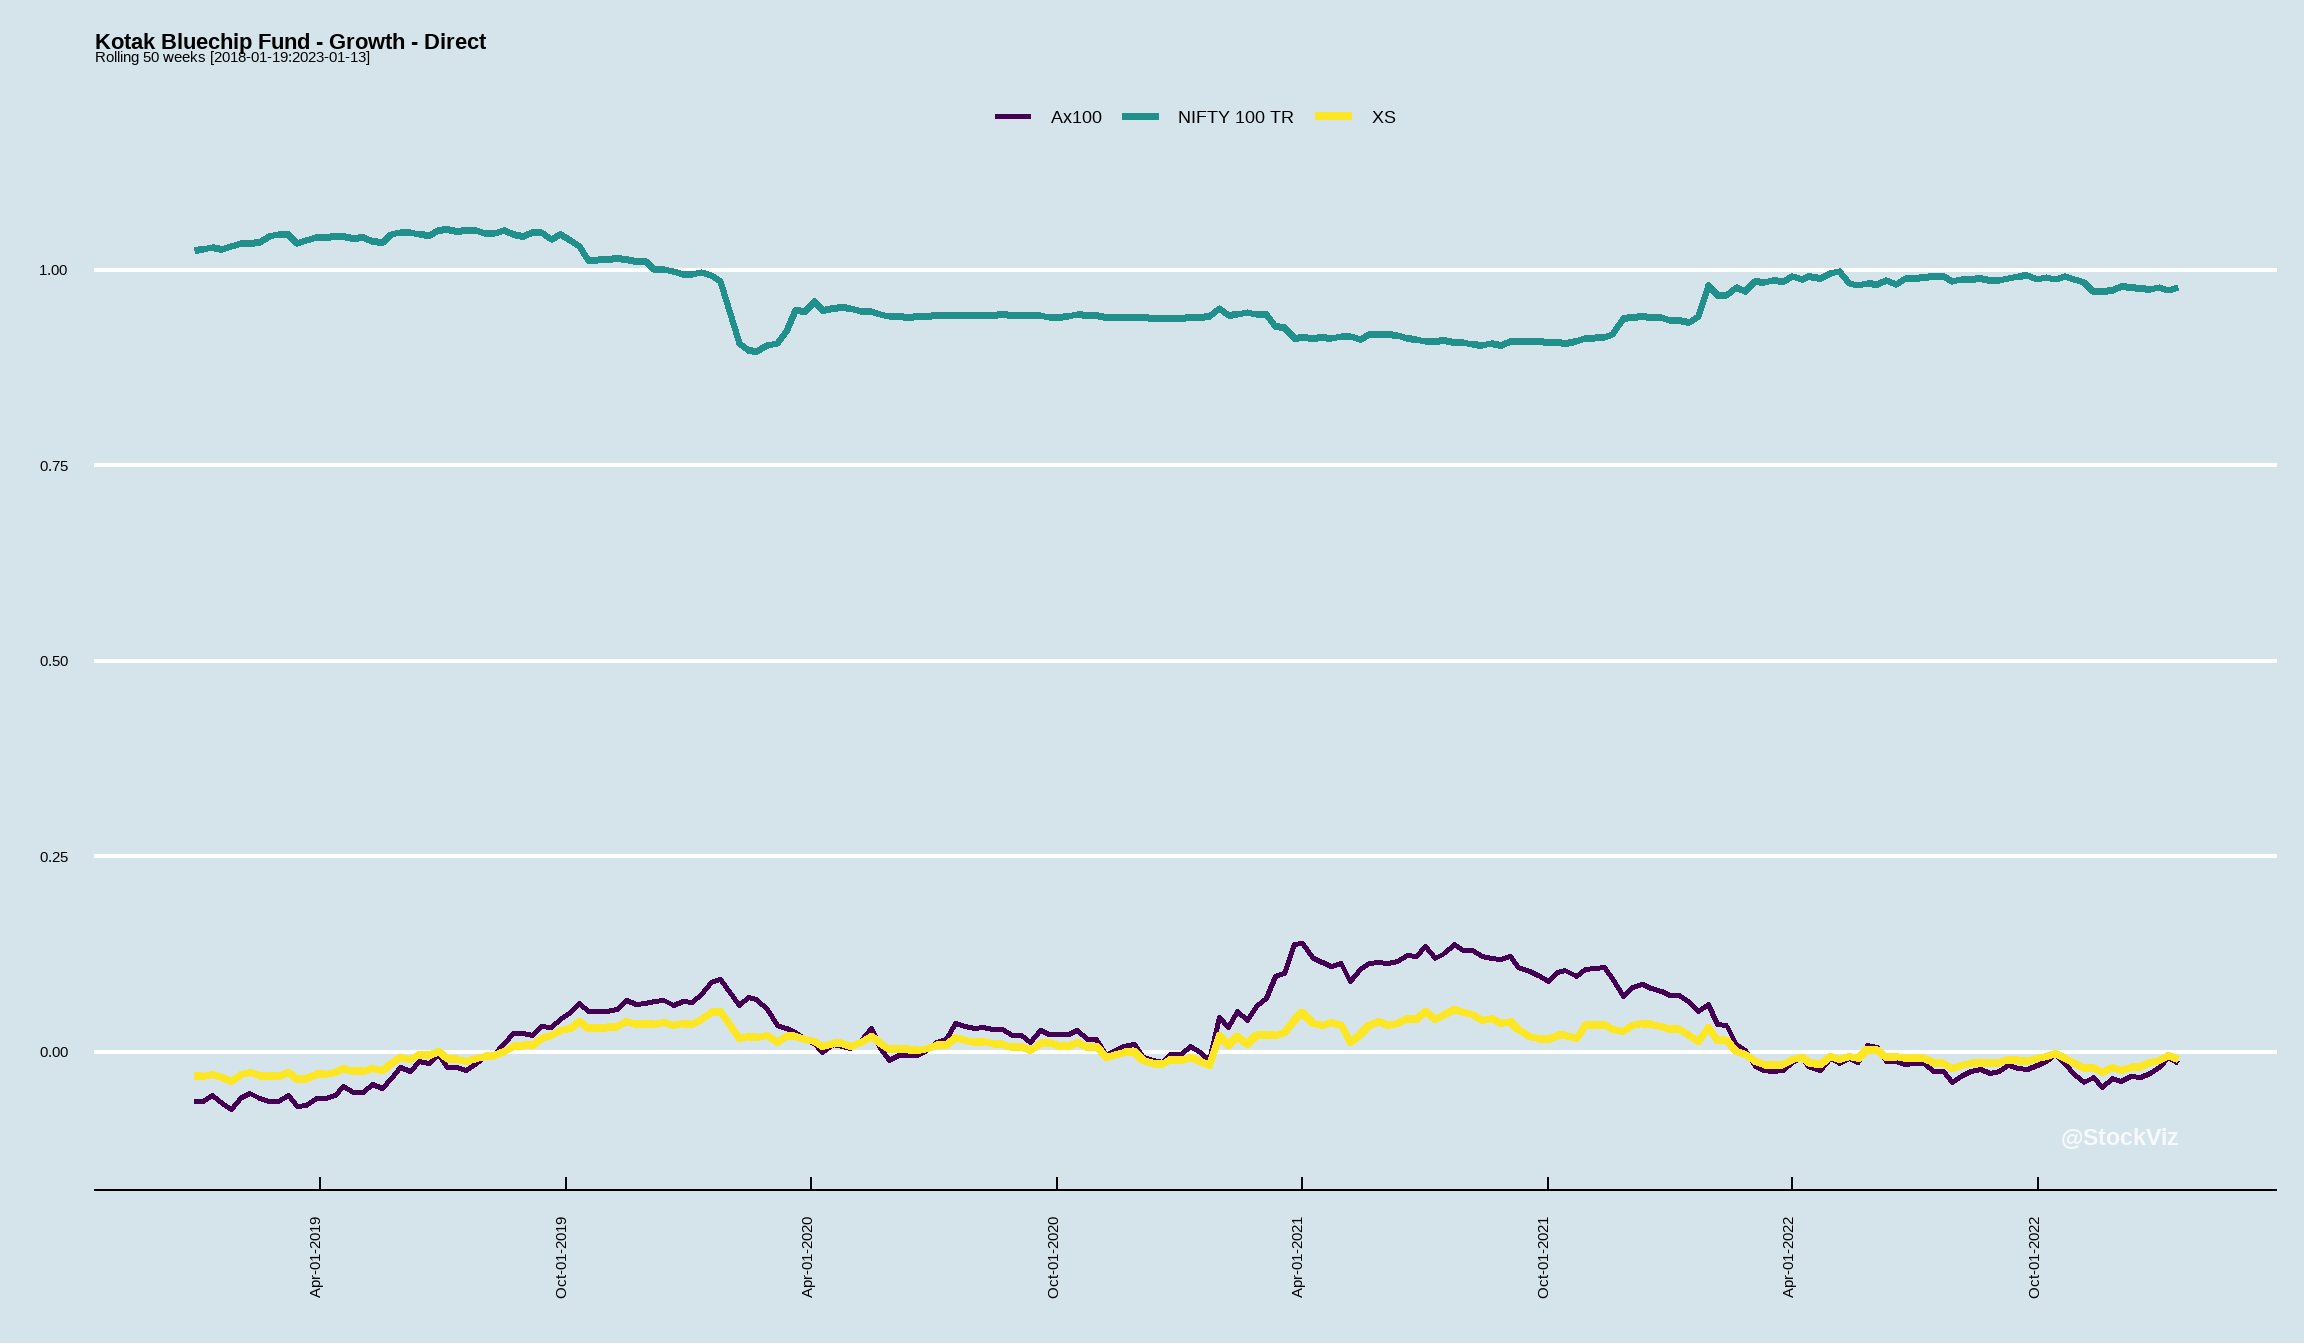 Kotak Bluechip Fund - Growth - Direct
Rolling 50 weeks [2018-01-19:2023-01-13]
Ax100 NIFTY 100 TR XS
1.00
0.75
0.50
0.25
0.00
@StockViz
Apr-01-2019
Oct-01-2019
Apr-01-2020
Oct-01-2020
Apr-01-2021
Oct-01-2021
Apr-01-2022
Oct-01-2022